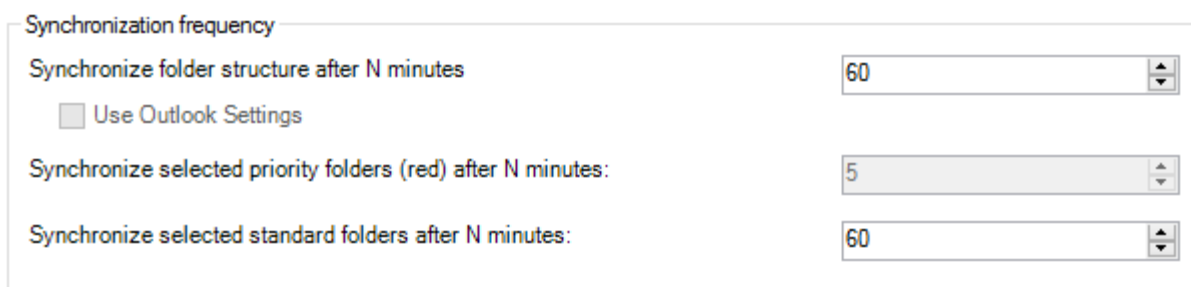 Synchronization frequency
Synchronize folder structure after N minutes
60
Use Outlook Settings
Synchronize selected priority folders (red) after N minutes:
5
Synchronize selected standard folders after N minutes:
60